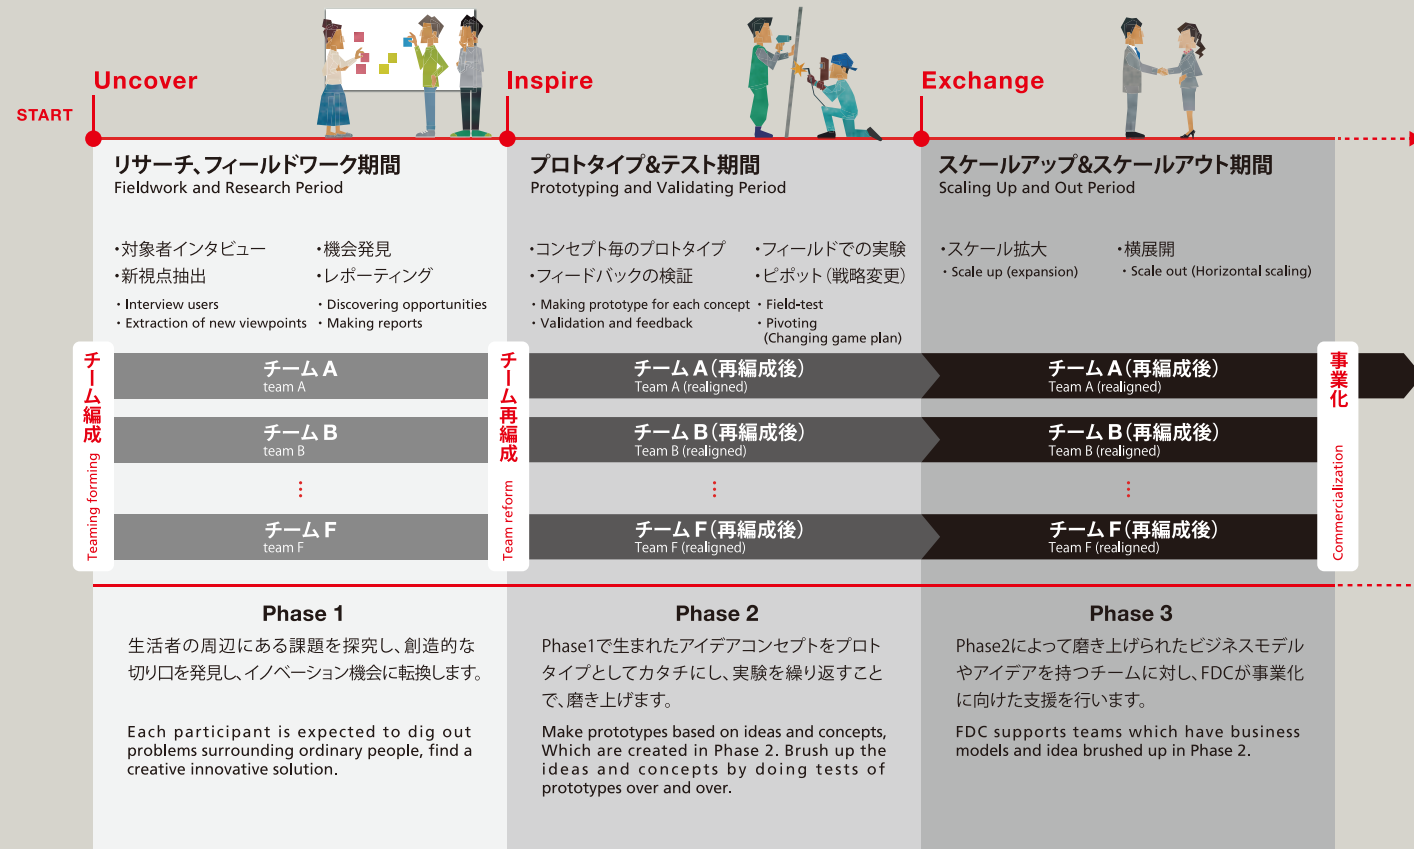 START
Uncover
Inspire
Exchange
リサーチ、フィールドワーク期間
Fieldwork and Research Period
・対象者インタビュー
・新視点抽出
・機会発見
・レポーティング
・Interview users
・Extraction of new viewpoints
・Discovering opportunities
・Making reports
プロトタイプ&テスト期間
Prototyping and Validating Period
・コンセプト毎のプロトタイプ
・フィードバックの検証
・フィールドでの実験
・ピボット（戦略変更）
・Making prototype for each concept
・Validation and feedback
・Field-test
・Pivoting
(Changing game plan)
スケールアップ&スケールアウト期間
Scaling Up and Out Period
・スケール拡大
・Scale up (expansion)
・横展開
・Scale out (Horizontal scaling)
チーム編成
Teaming forming
チーム A
team A
チーム B
team B
チーム F
team F
チーム再編成
Team reform
チーム A（再編成後）
Team A (realigned)
チーム B（再編成後）
Team B (realigned)
チーム F（再編成後）
Team F (realigned)
チーム A（再編成後）
Team A (realigned)
チーム B（再編成後）
Team B (realigned)
チーム F（再編成後）
Team F (realigned)
事業化
Commercialization
Phase 1
生活者の周辺にある課題を探究し、創造的な
切り口を発見し、イノベーション機会に転換します。
Each participant is expected to dig out
problems surrounding ordinary people, find a
creative innovative solution.
Phase 2
Phase1で生まれたアイデアコンセプトをプロト
タイプとしてカタチにし、実験を繰り返すこと
で、磨き上げます。
Make prototypes based on ideas and concepts,
Which are created in Phase 2. Brush up the
ideas and concepts by doing tests of
prototypes over and over.
Phase 3
Phase2によって磨き上げられたビジネスモデル
やアイデアを持つチームに対し、FDCが事業化
に向けた支援を行います。
FDC supports teams which have business
models and idea brushed up in Phase 2.